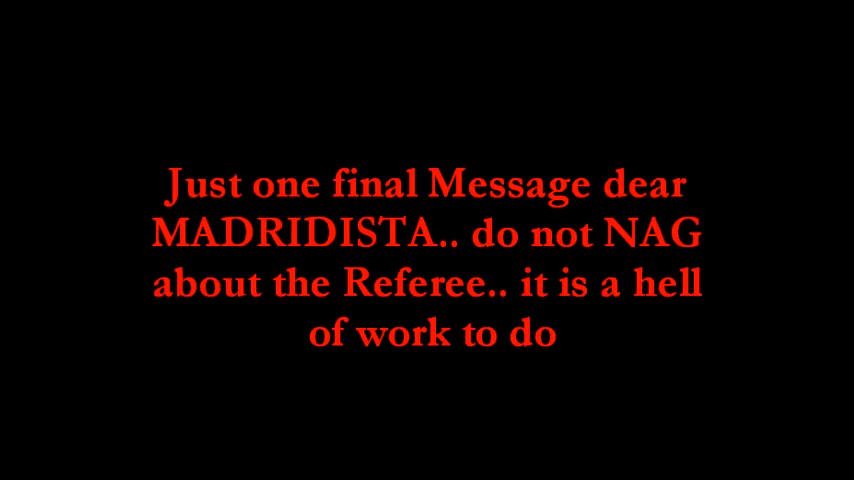 Just one final Message dear
MADRIDISTA.. do not NAG
about the Referee.. it is a hell
of work to do